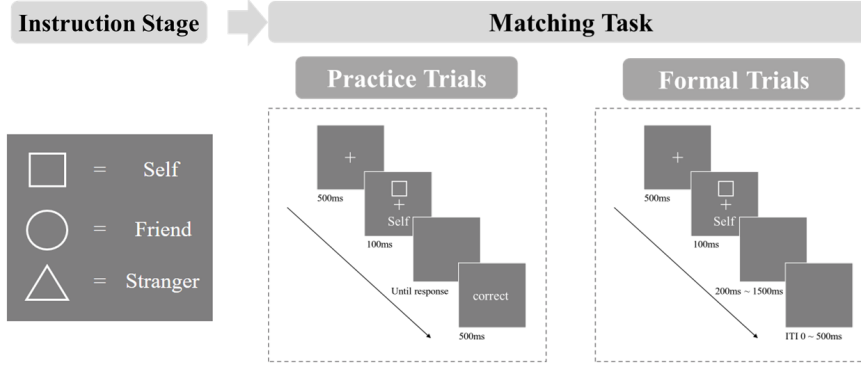 Instruction Stage
Matching Task
Practice Trials
Formal Trials
= Self
= Friend
= Stranger
+
500ms
+
Self
100ms
Until response
correct
500ms
+
500ms
+
Self
100ms
200ms ~ 1500ms
ITI 0 ~ 500ms